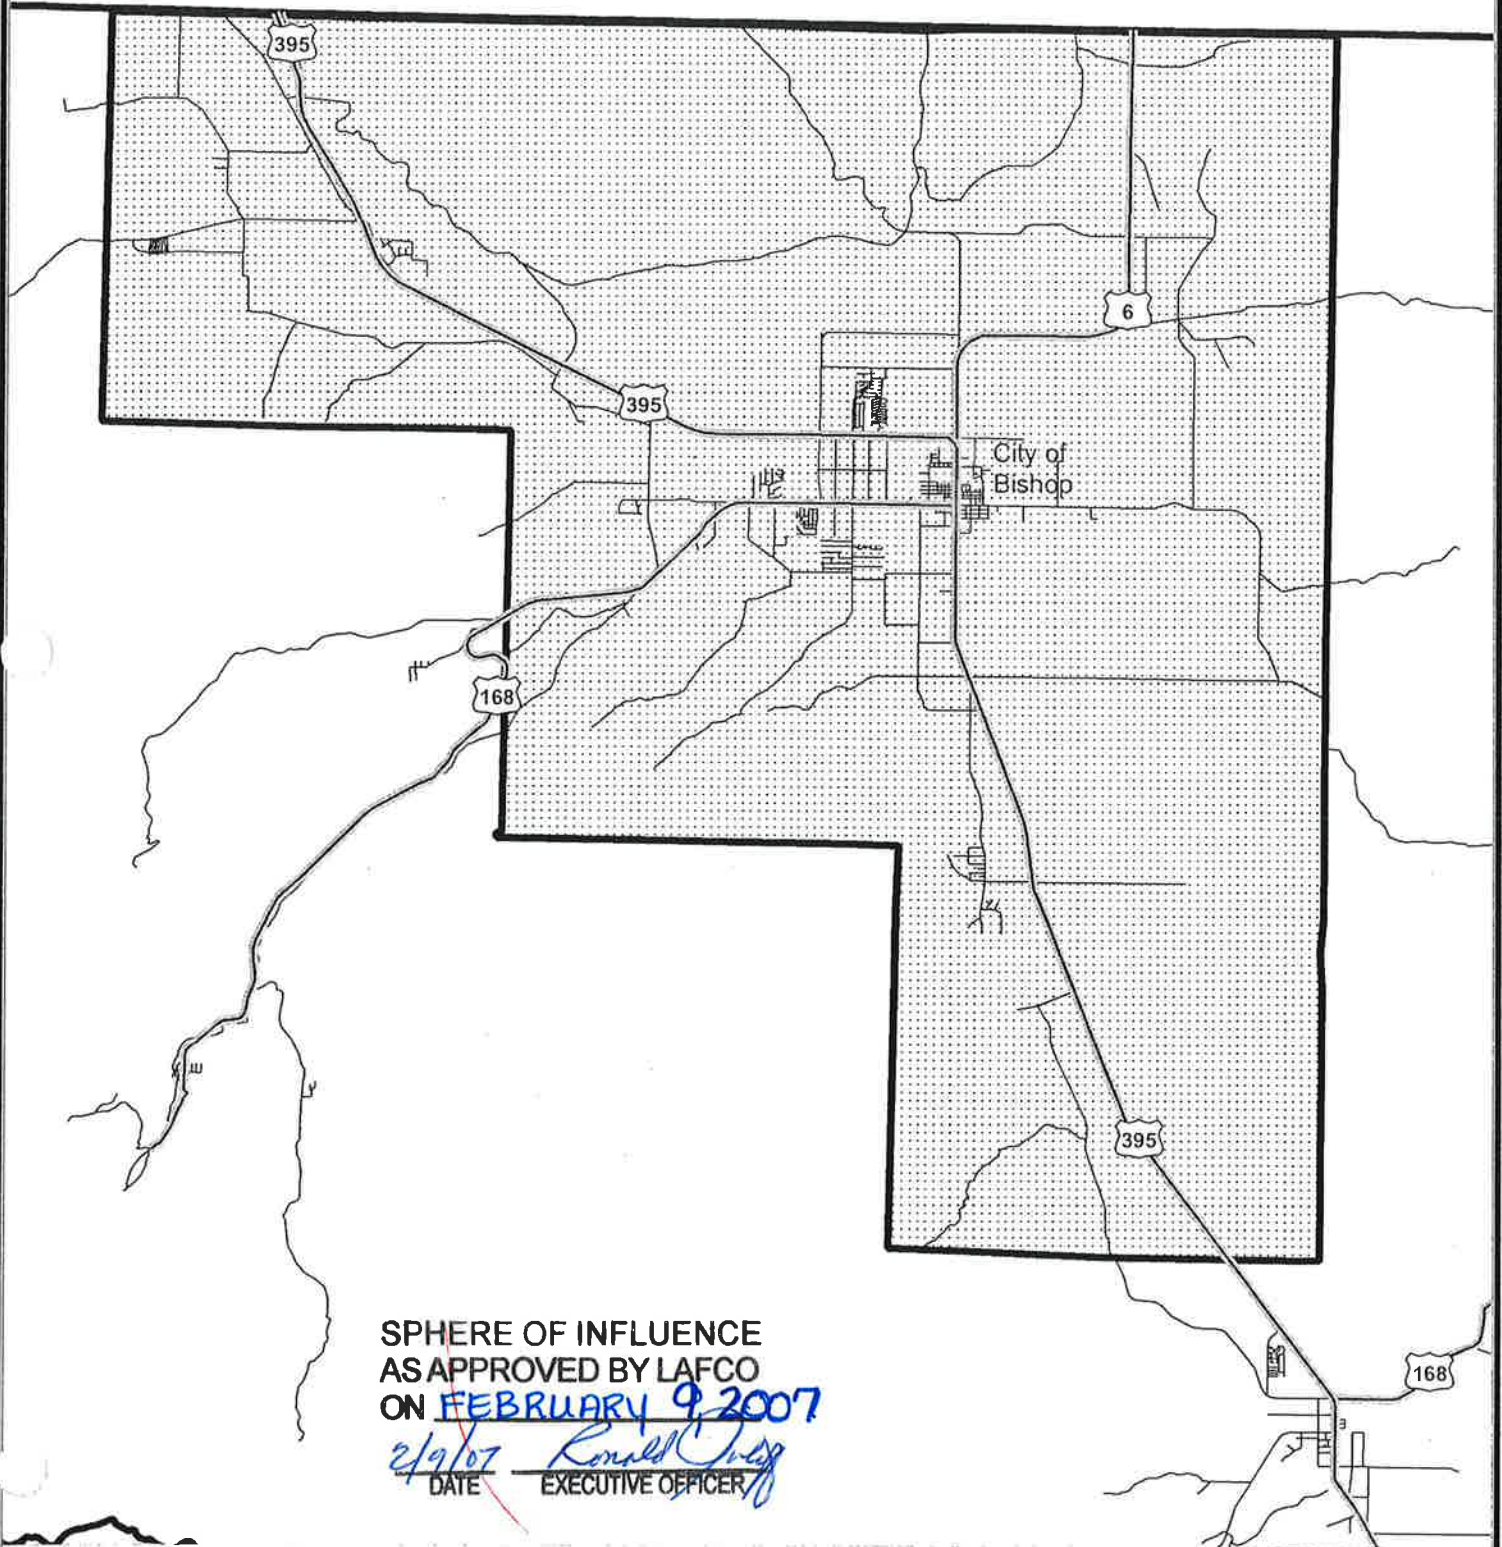 395
6
395
City of
Bishop
168
395
168
SPHERE OF INFLUENCE
AS APPROVED BY LAFCO
ON FEBRUARY 9, 2007
2/9/07 Ronald
DATE EXECUTIVE OFFICER